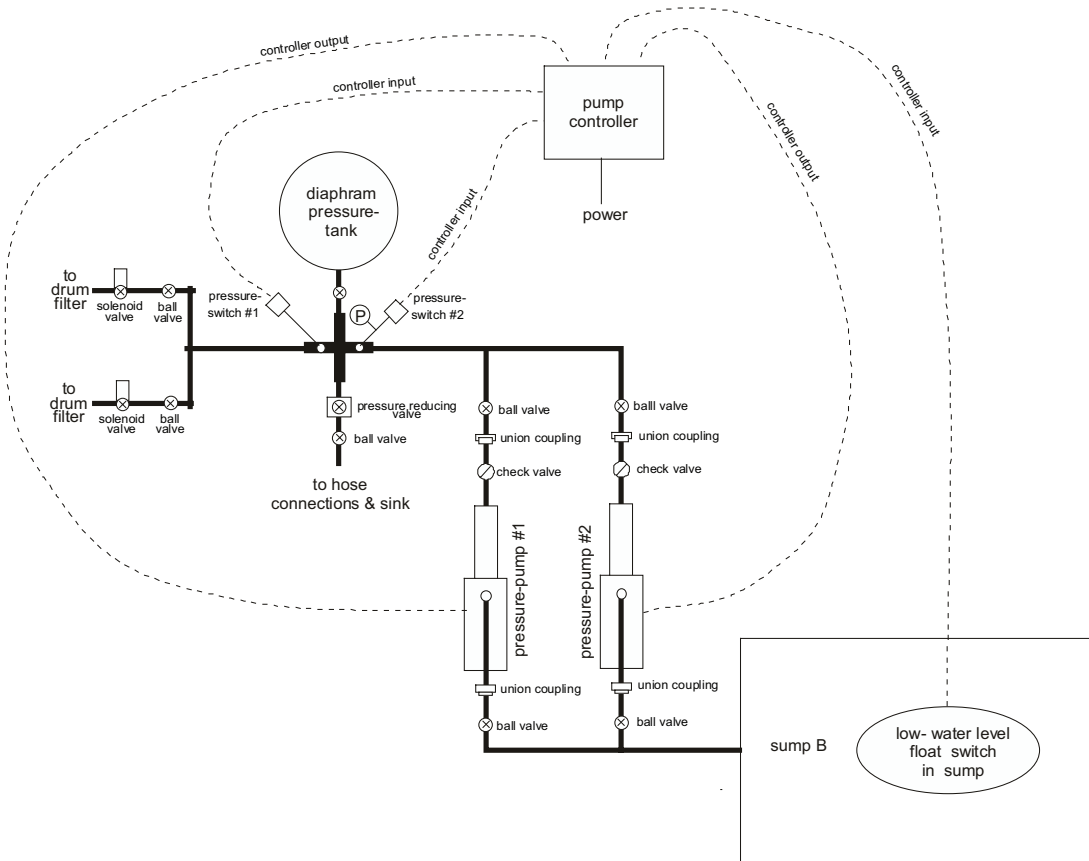 controller output
controller input
pump
controller
controller input
controller output
controller input
power
diaphram
pressure-
tank
to
drum
filter
solenoid
valve
ball
valve
pressure-
switch #1
pressure-
switch #2
P
to
drum
filter
solenoid
valve
ball
valve
pressure reducing
valve
ball valve
to hose
connections & sink
ball valve
union coupling
check valve
balll valve
union coupling
check valve
pressure-pump #1
pressure-pump #2
union coupling
ball valve
union coupling
ball valve
sump B
low- water level
float switch
in sump